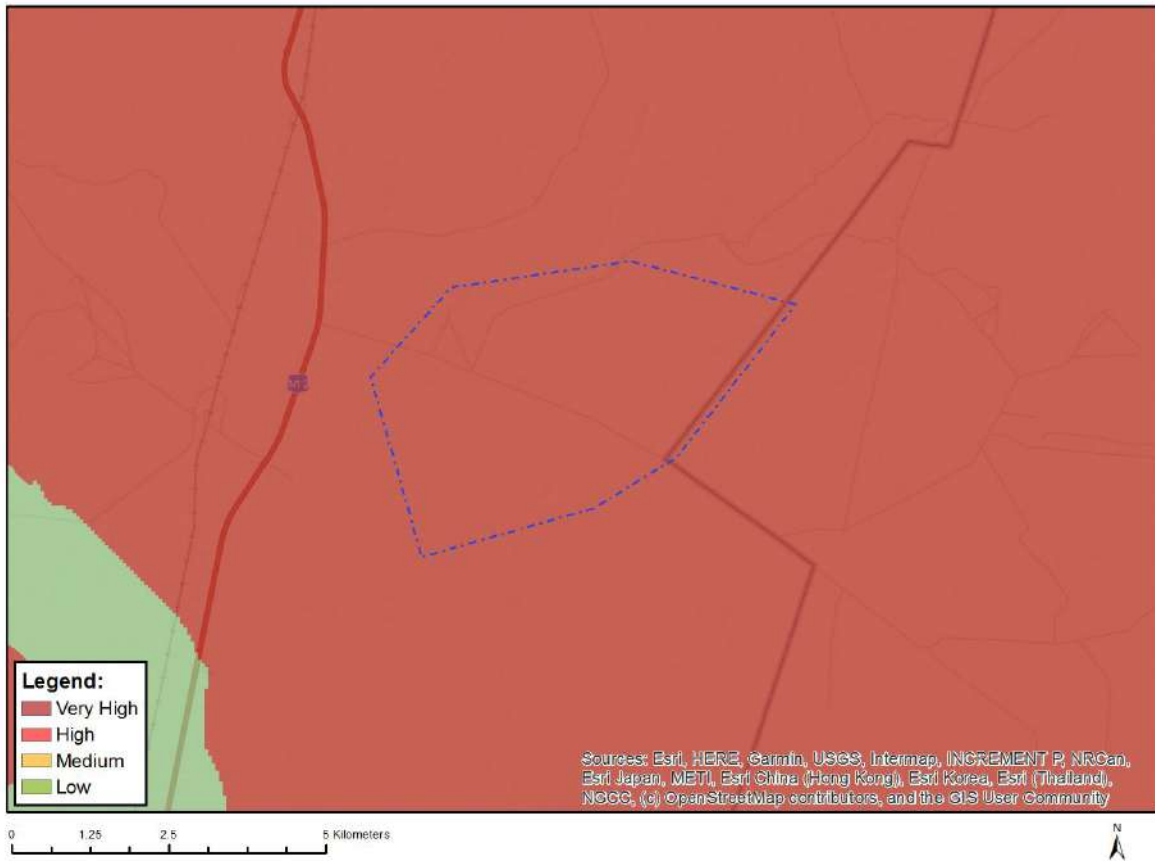 Legend:
Very High
High
Medium
Low
Sources: Esri, HERE, Garmin, USGS, Intermap, INCREMENT P, NRCan,
Esri Japan, METI, Esri China (Hong Kong), Esri Korea, Esri (Thailand),
NGCC, (c) OpenStreetMap contributors, and the GIS User Community
0 1.25 2.5 5 Kilometers
N